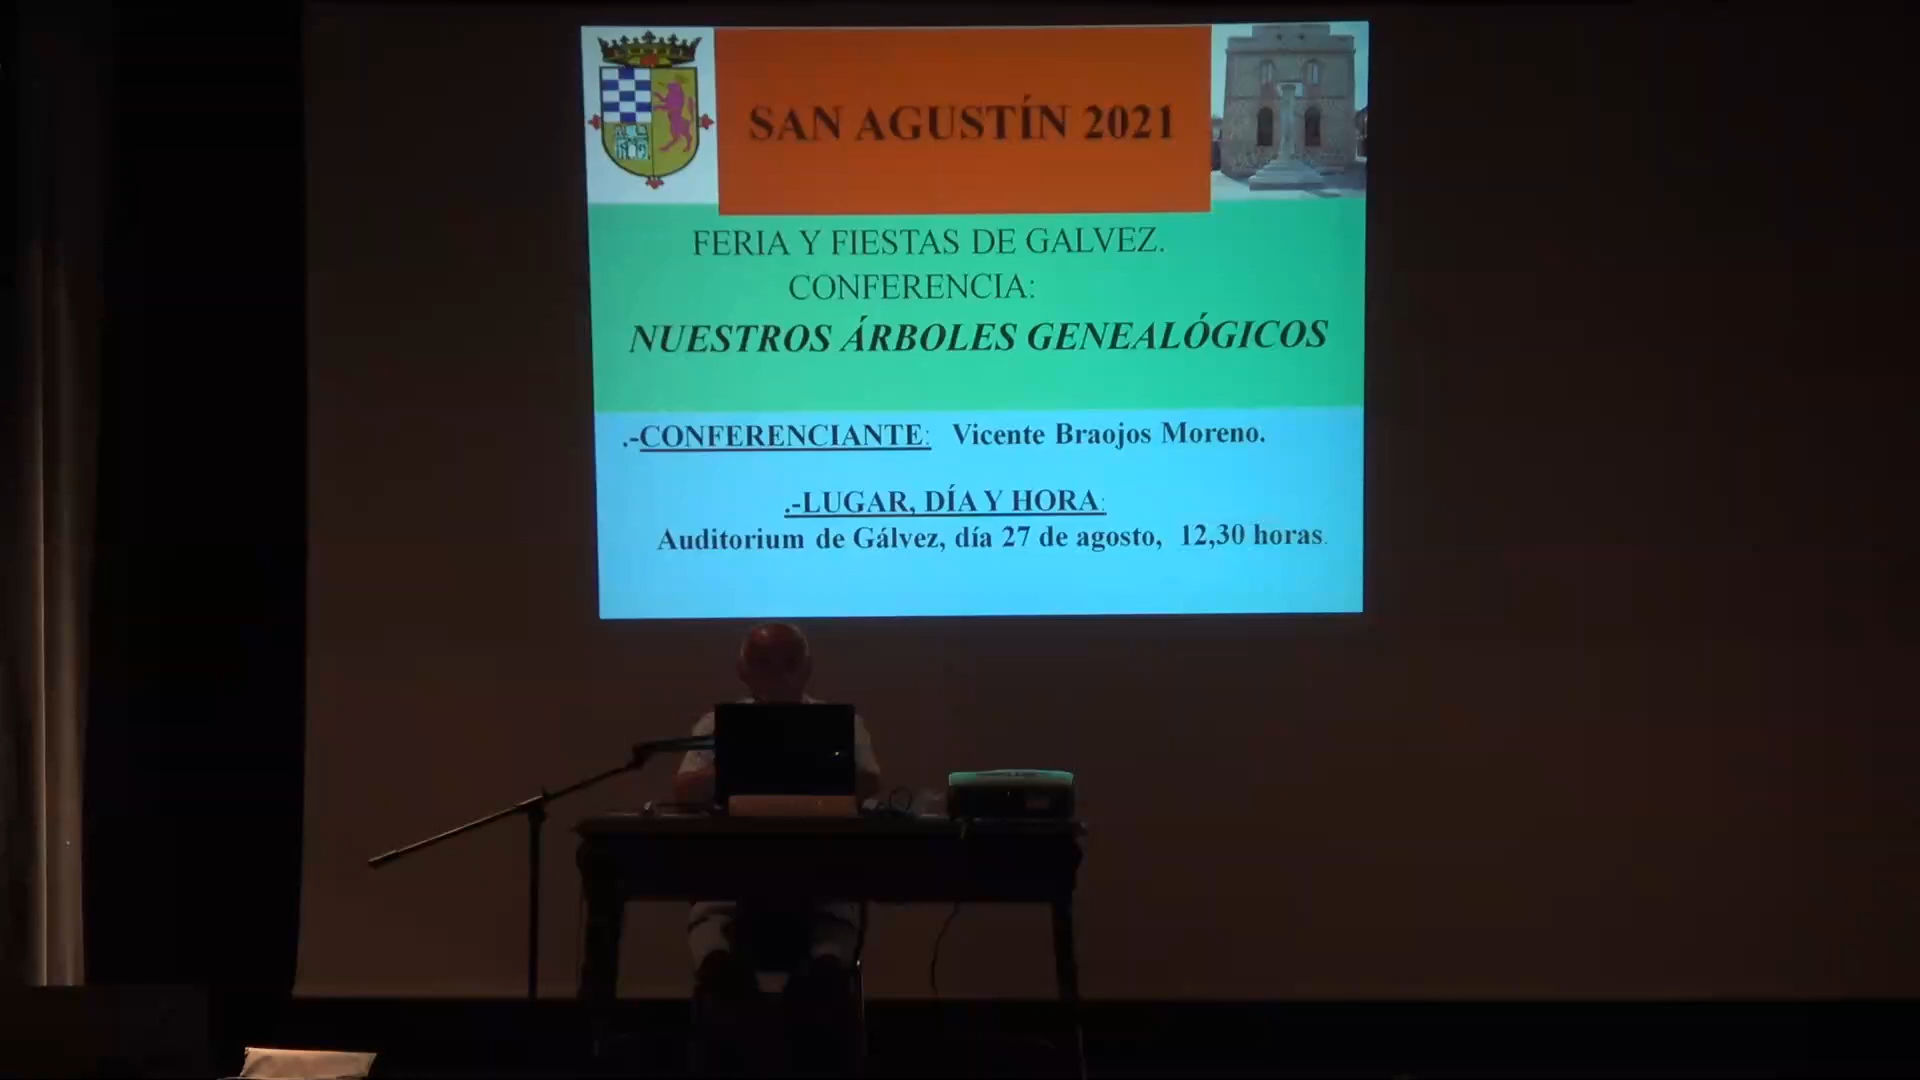 SAN AGUSTÍN 2021
FERIA Y FIESTAS DE GALVEZ.
CONFERENCIA:
NUESTROS ÁRBOLES GENEALÓGICOS
.-CONFERENCIANTE: Vicente Braojos Moreno.
.-LUGAR, DÍA Y HORA:
Auditorium de Gálvez, día 27 de agosto, 12,30 horas.